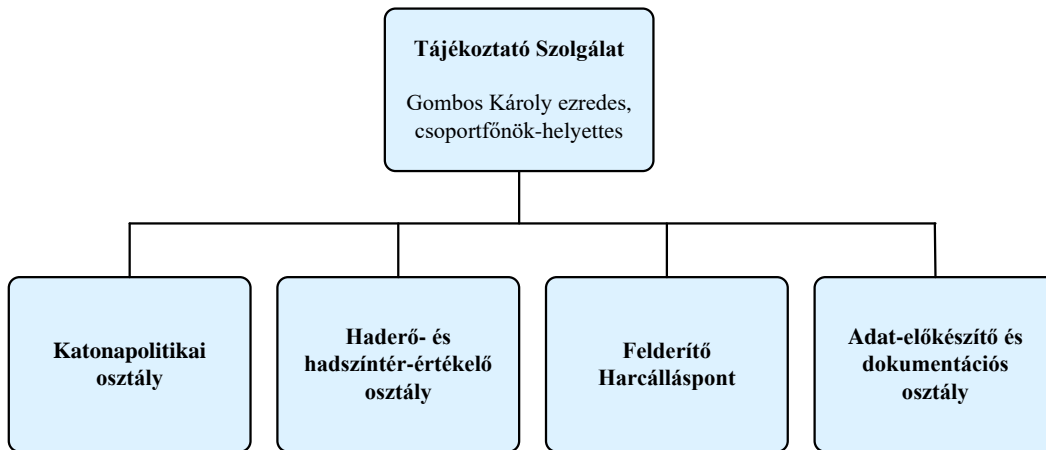 Tájékoztató Szolgálat
Gombos Károly ezredes,
csoportfőnök-helyettes
Katonapolitikai
osztály
Haderő- és
hadszíntér-értékelő
osztály
Felderítő
Harcálláspont
Adat-előkészítő és
dokumentációs
osztály